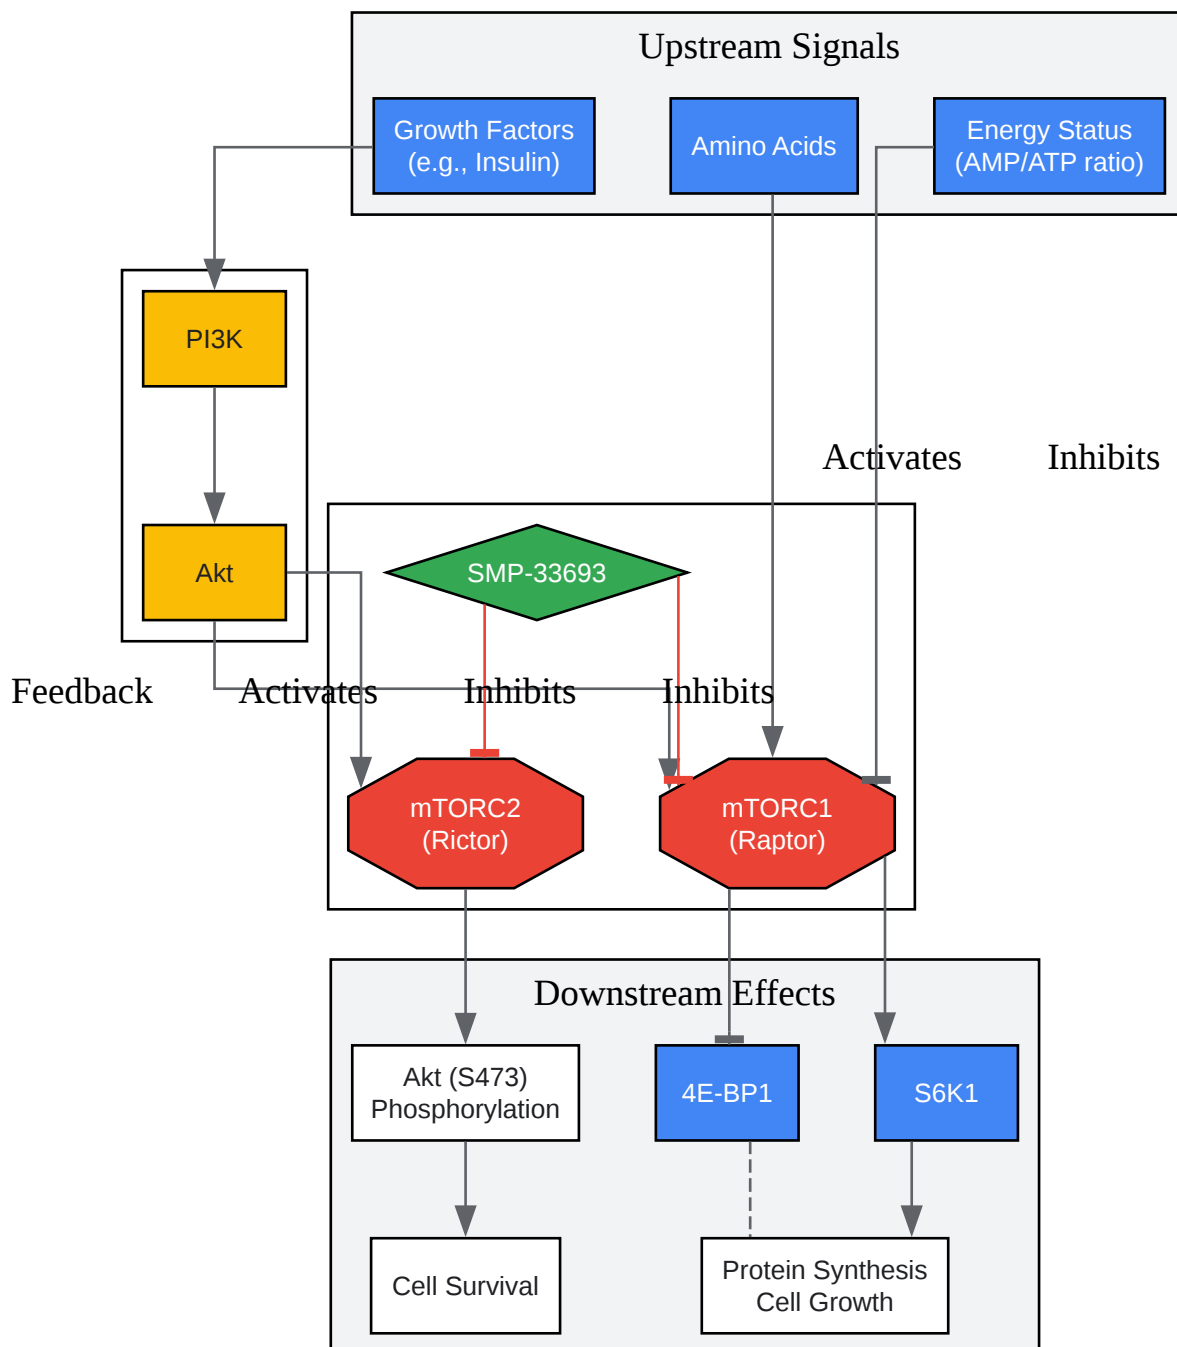 Upstream Signals
Growth Factors
(e.g., Insulin)
Amino Acids
Energy Status
(AMP/ATP ratio)
PI3K
Activates
Inhibits
Akt
SMP-33693
Feedback
Activates
Inhibits
Inhibits
mTORC2
(Rictor)
mTORC1
(Raptor)
Downstream Effects
Akt (S473)
Phosphorylation
4E-BP1
S6K1
Cell Survival
Protein Synthesis
Cell Growth